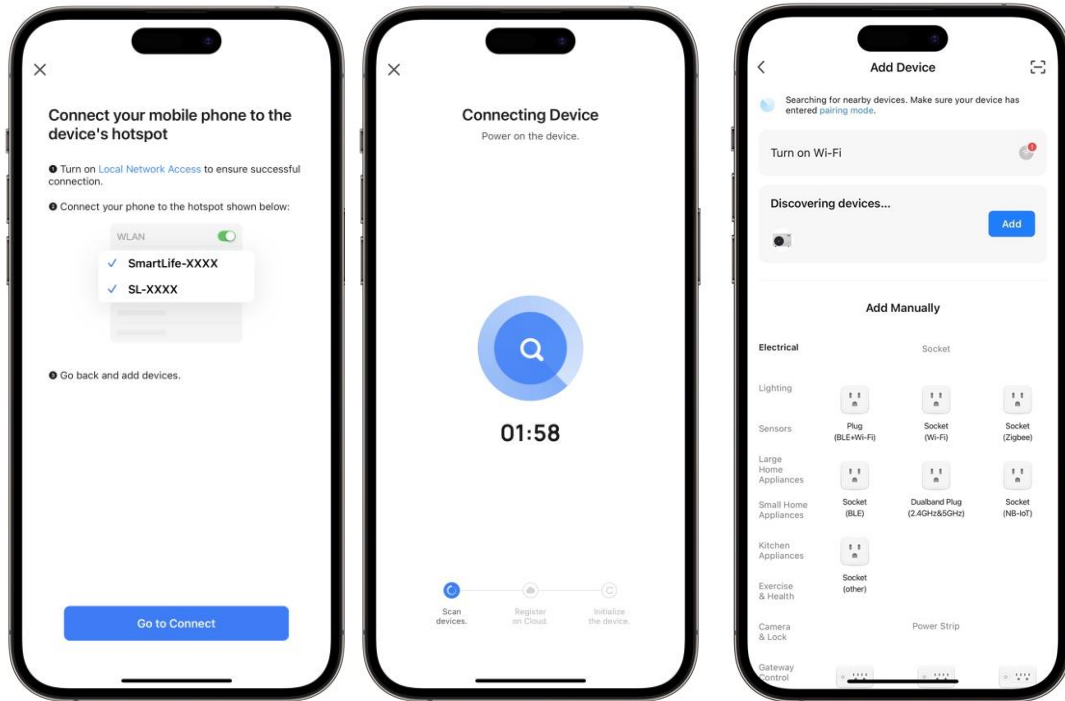 Connect your mobile phone to the
device's hotspot
❶ Turn on Local Network Access to ensure successful
connection.
❷ Connect your phone to the hotspot shown below:
WLAN
✓ SmartLife-XXXX
✓ SL-XXXX
❸ Go back and add devices.
Go to Connect
Connecting Device
Power on the device.
01:58
Scan
devices.
Register
on Cloud.
Initialize
the device.
Add Device
Searching for nearby devices. Make sure your device has
entered pairing mode.
Turn on Wi-Fi
Discovering devices...
Add
Add Manually
Electrical
Lighting
Sensors
Large
Home
Appliances
Small Home
Appliances
Kitchen
Appliances
Exercise
& Health
Camera
& Lock
Gateway
Control
Socket
Plug
(BLE+Wi-Fi)
Socket
(Wi-Fi)
Socket
(Zigbee)
Socket
(BLE)
Dualband Plug
(2.4GHz&5GHz)
Socket
(NB-IoT)
Socket
(other)
Power Strip